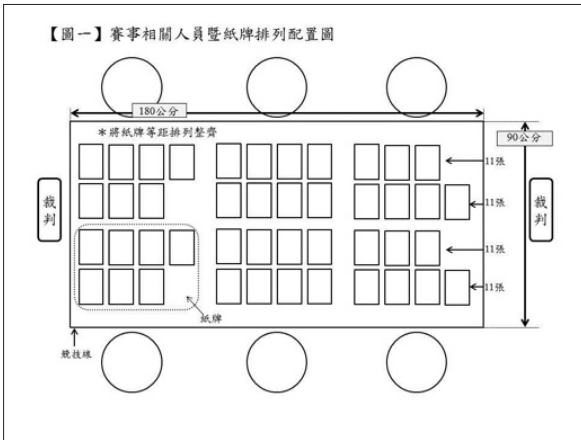 【圖一】賽事相關人員暨紙牌排列配置圖
180公分
*將紙牌等距排列整齊
90公分
11張
裁判
11張
裁判
11張
11張
紙牌
競技線